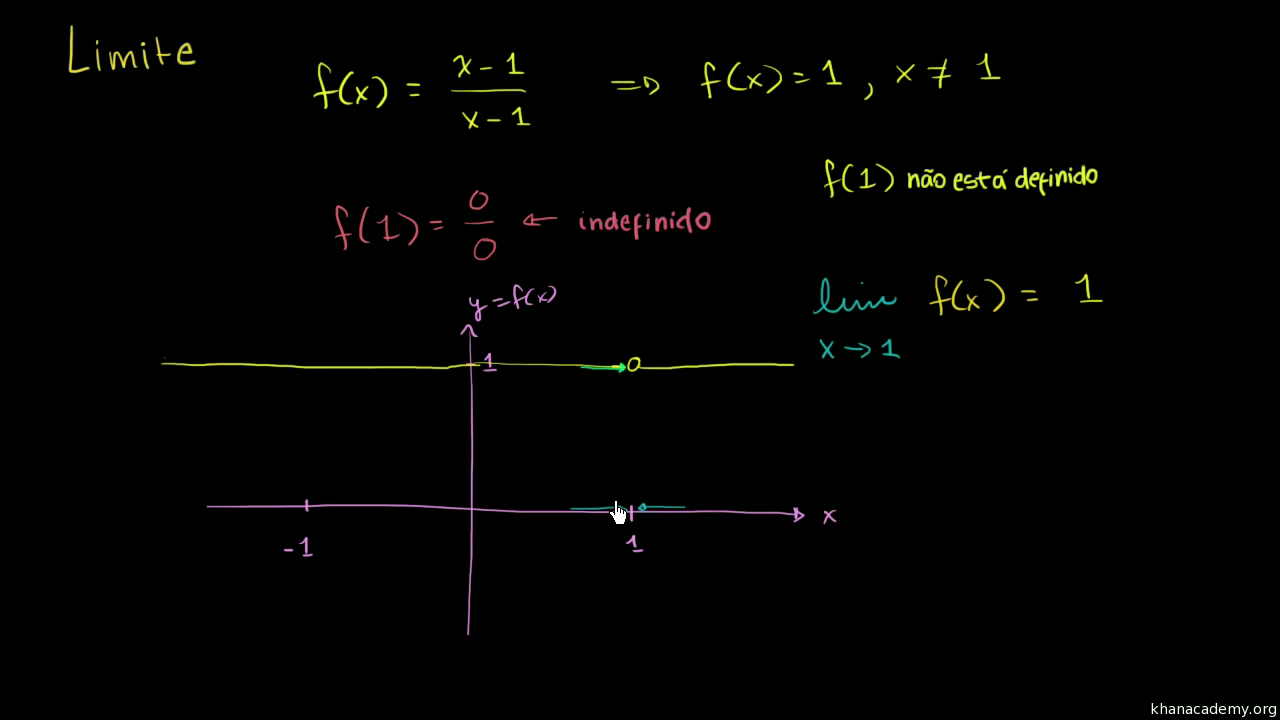 Limite
f(x) = x-1 / x-1 => f(x) = 1 , x ≠ 1
f(1) não está definido
f(1) = 0/0 ← indefinido
lim f(x) = 1
x → 1
y = f(x)
1
x
-1
1
khanacademy.org